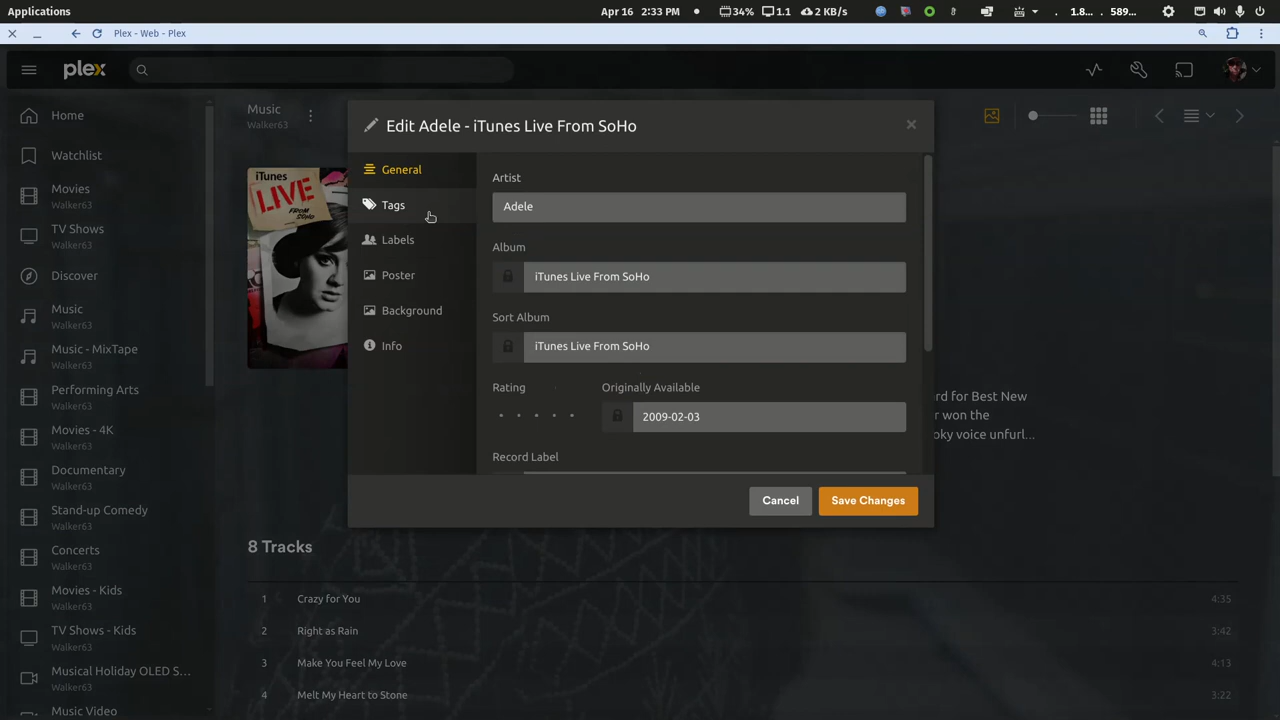 Applications
Apr 16 2:33 PM
34%
1.1
2 KB/s
1.8...
589...
Plex - Web - Plex
plex
Home
Watchlist
Movies
Walker63
TV Shows
Walker63
Discover
Music
Walker63
Music - MixTape
Walker63
Performing Arts
Walker63
Movies - 4K
Walker63
Documentary
Walker63
Stand-up Comedy
Walker63
Concerts
Walker63
Movies - Kids
Walker63
TV Shows - Kids
Walker63
Musical Holiday OLED S...
Walker63
Music Video
Music
Walker63
iTunes
LIVE
FROM
SOHO
Edit Adele - iTunes Live From SoHo
General
Tags
Labels
Poster
Background
Info
Artist
Adele
Album
iTunes Live From SoHo
Sort Album
iTunes Live From SoHo
Rating
Originally Available
2009-02-03
Record Label
Cancel
Save Changes
rd for Best New
r won the
oky voice unfurl...
8 Tracks
1 Crazy for You 4:35
2 Right as Rain 3:42
3 Make You Feel My Love 4:13
4 Melt My Heart to Stone 3:22